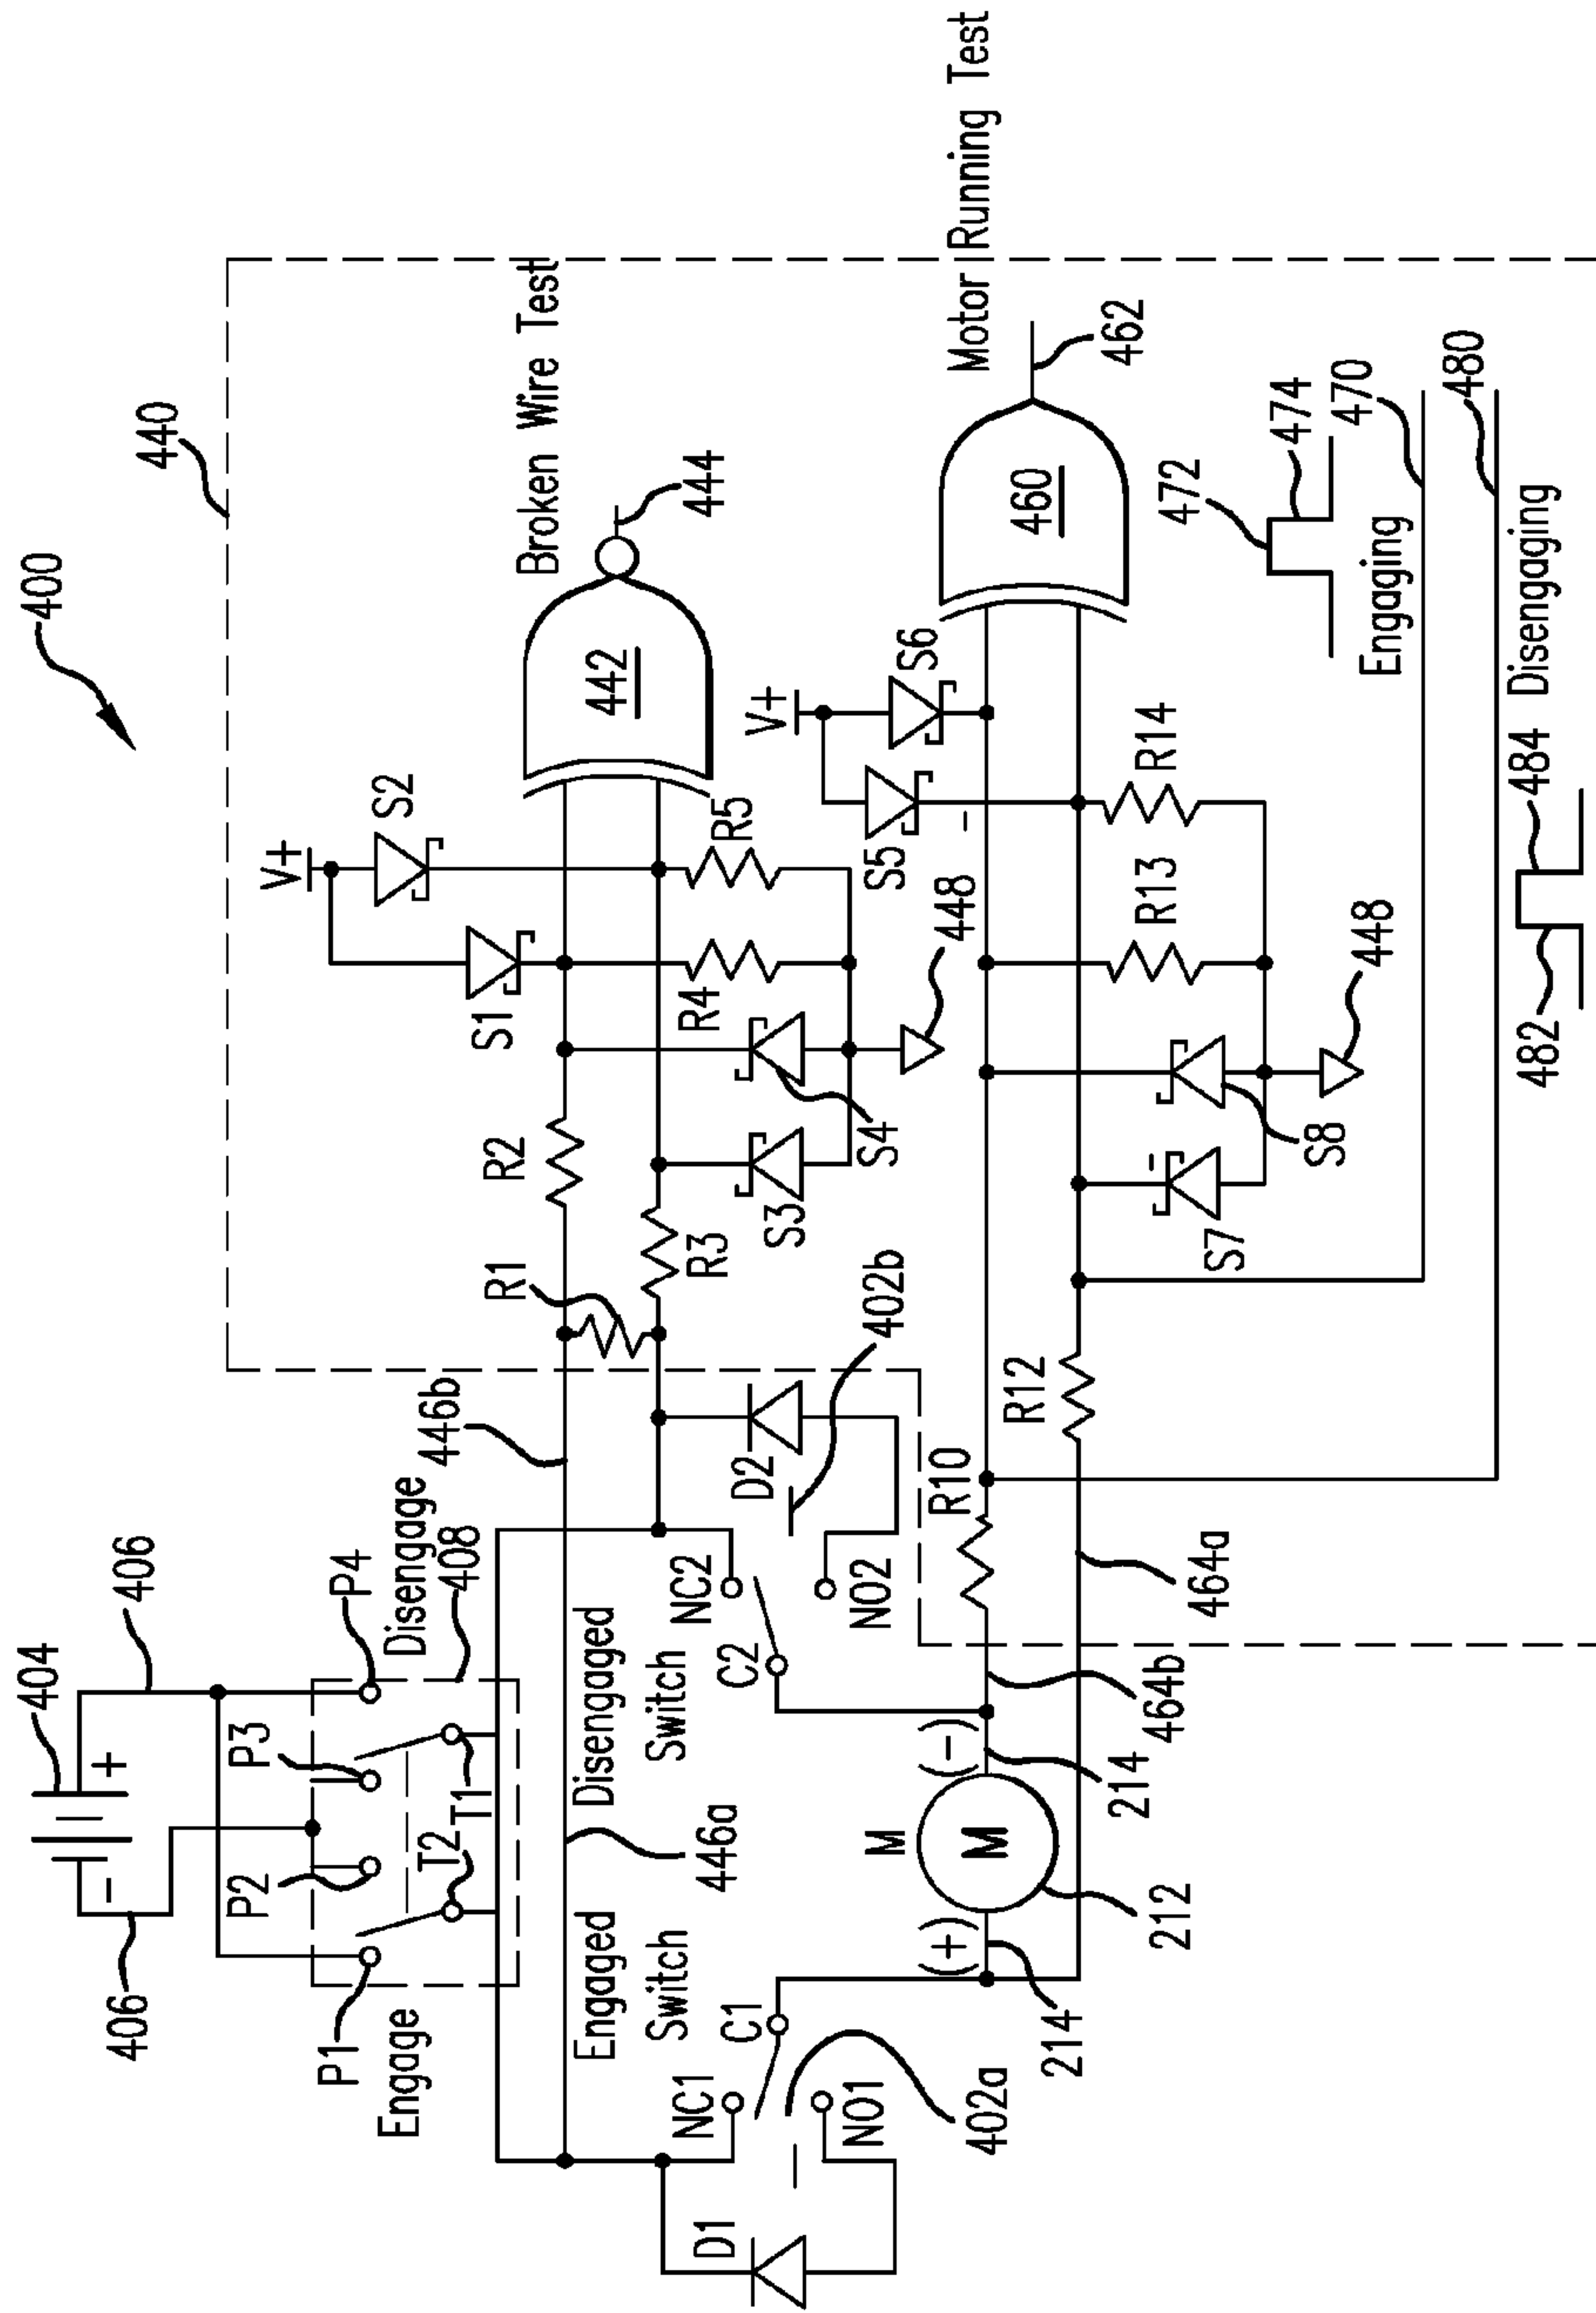 400
440
404
406
406
P1
P2
P3
P4
Disengage
408
Engage
T2
T1
-
+
V+
S2
S1
R2
R1
R3
R4
R5
S3
S4
448
442
444
Broken Wire Test
446b
446a
Engaged
Switch
Disengaged
Switch
NC1
C1
NO1
D1
402a
NC2
C2
NO2
D2
402b
M
M
(+)
(-)
214
214
212
464b
464a
R10
R12
V+
S5
S6
R13
R14
S7
S8
448
460
462
Motor Running Test
472
474
Engaging
470
480
482
484
Disengaging